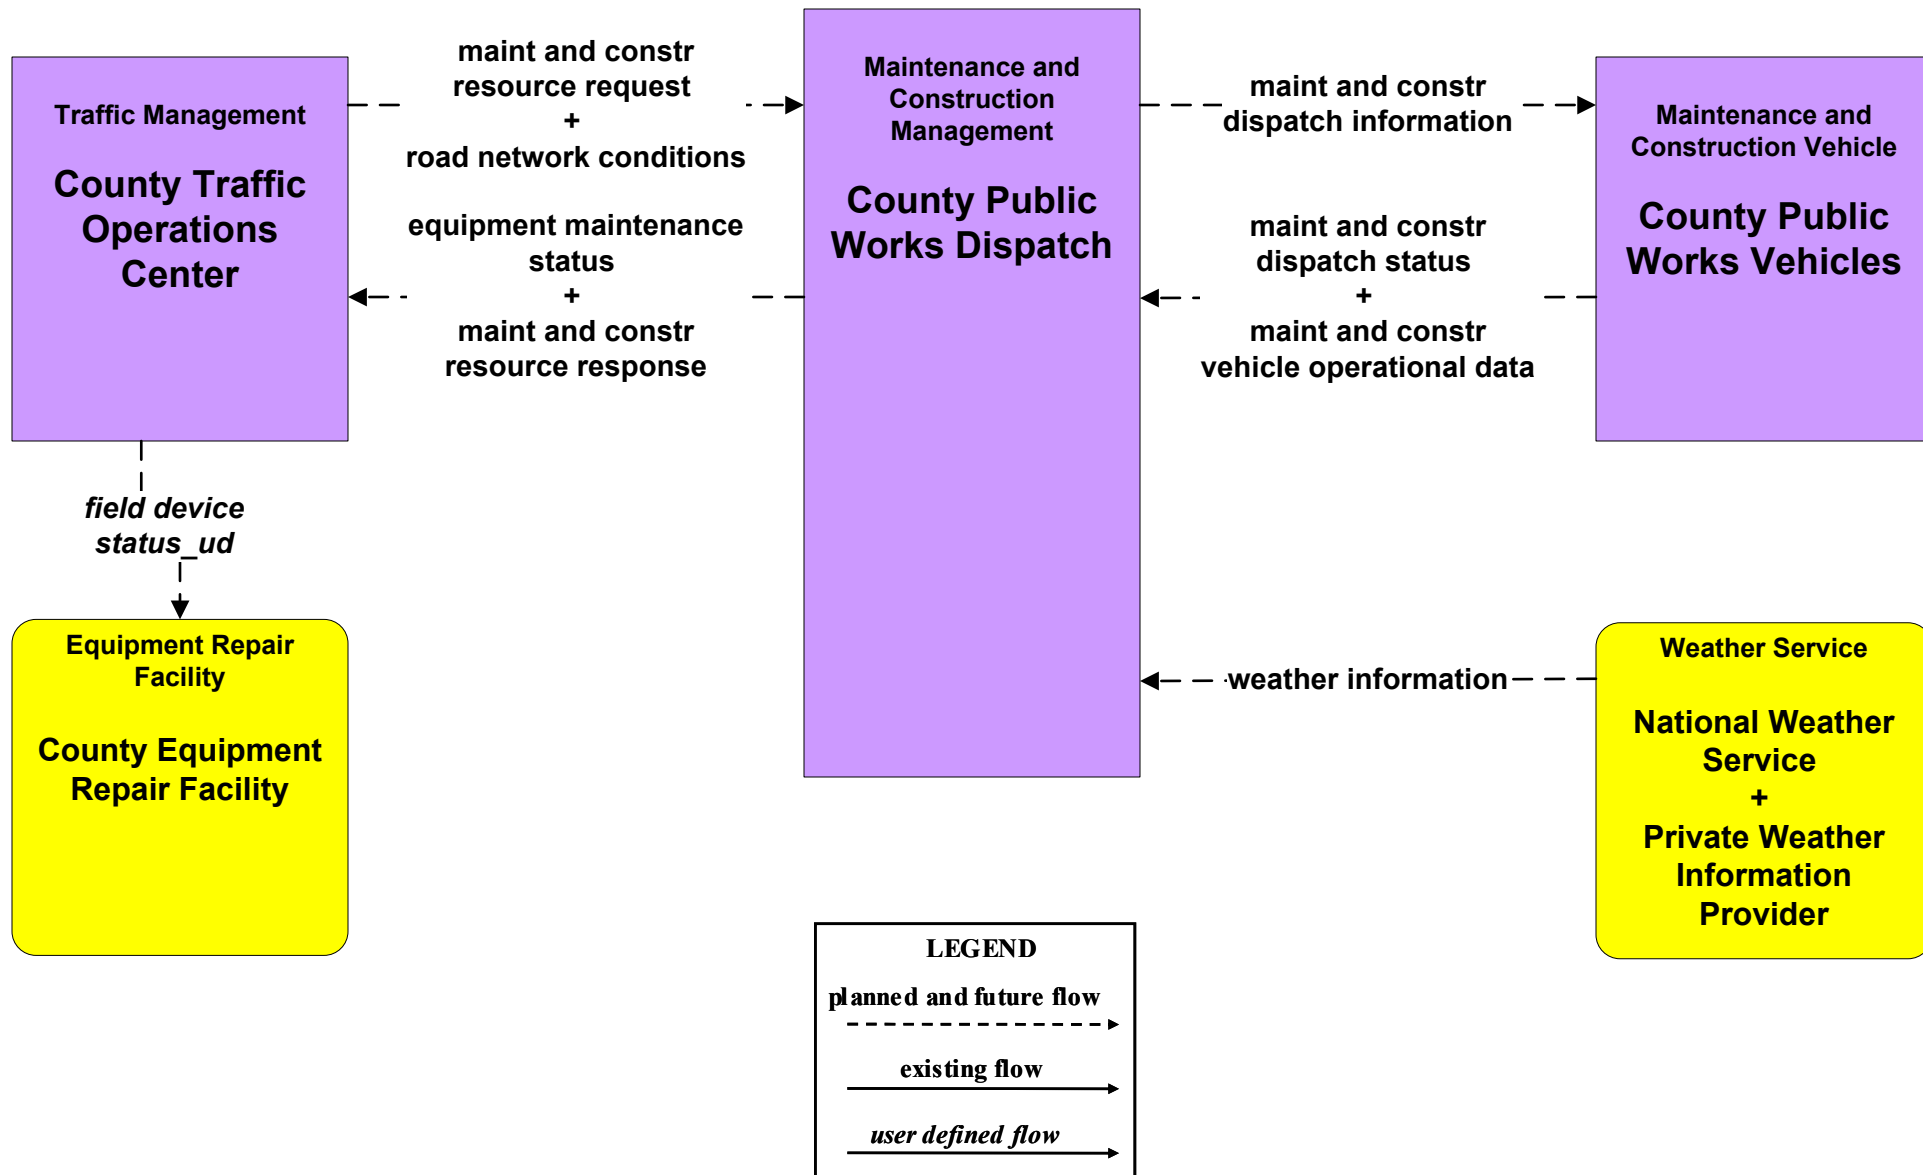 Traffic Management
County Traffic
Operations
Center
maint and constr
resource request
+
road network conditions
equipment maintenance
status
+
maint and constr
resource response
Maintenance and
Construction
Management
County Public
Works Dispatch
maint and constr
dispatch information
maint and constr
dispatch status
+
maint and constr
vehicle operational data
Maintenance and
Construction Vehicle
County Public
Works Vehicles
field device
status_ud
Equipment Repair
Facility
County Equipment
Repair Facility
weather information
Weather Service
National Weather
Service
+
Private Weather
Information
Provider
LEGEND
planned and future flow
existing flow
user defined flow